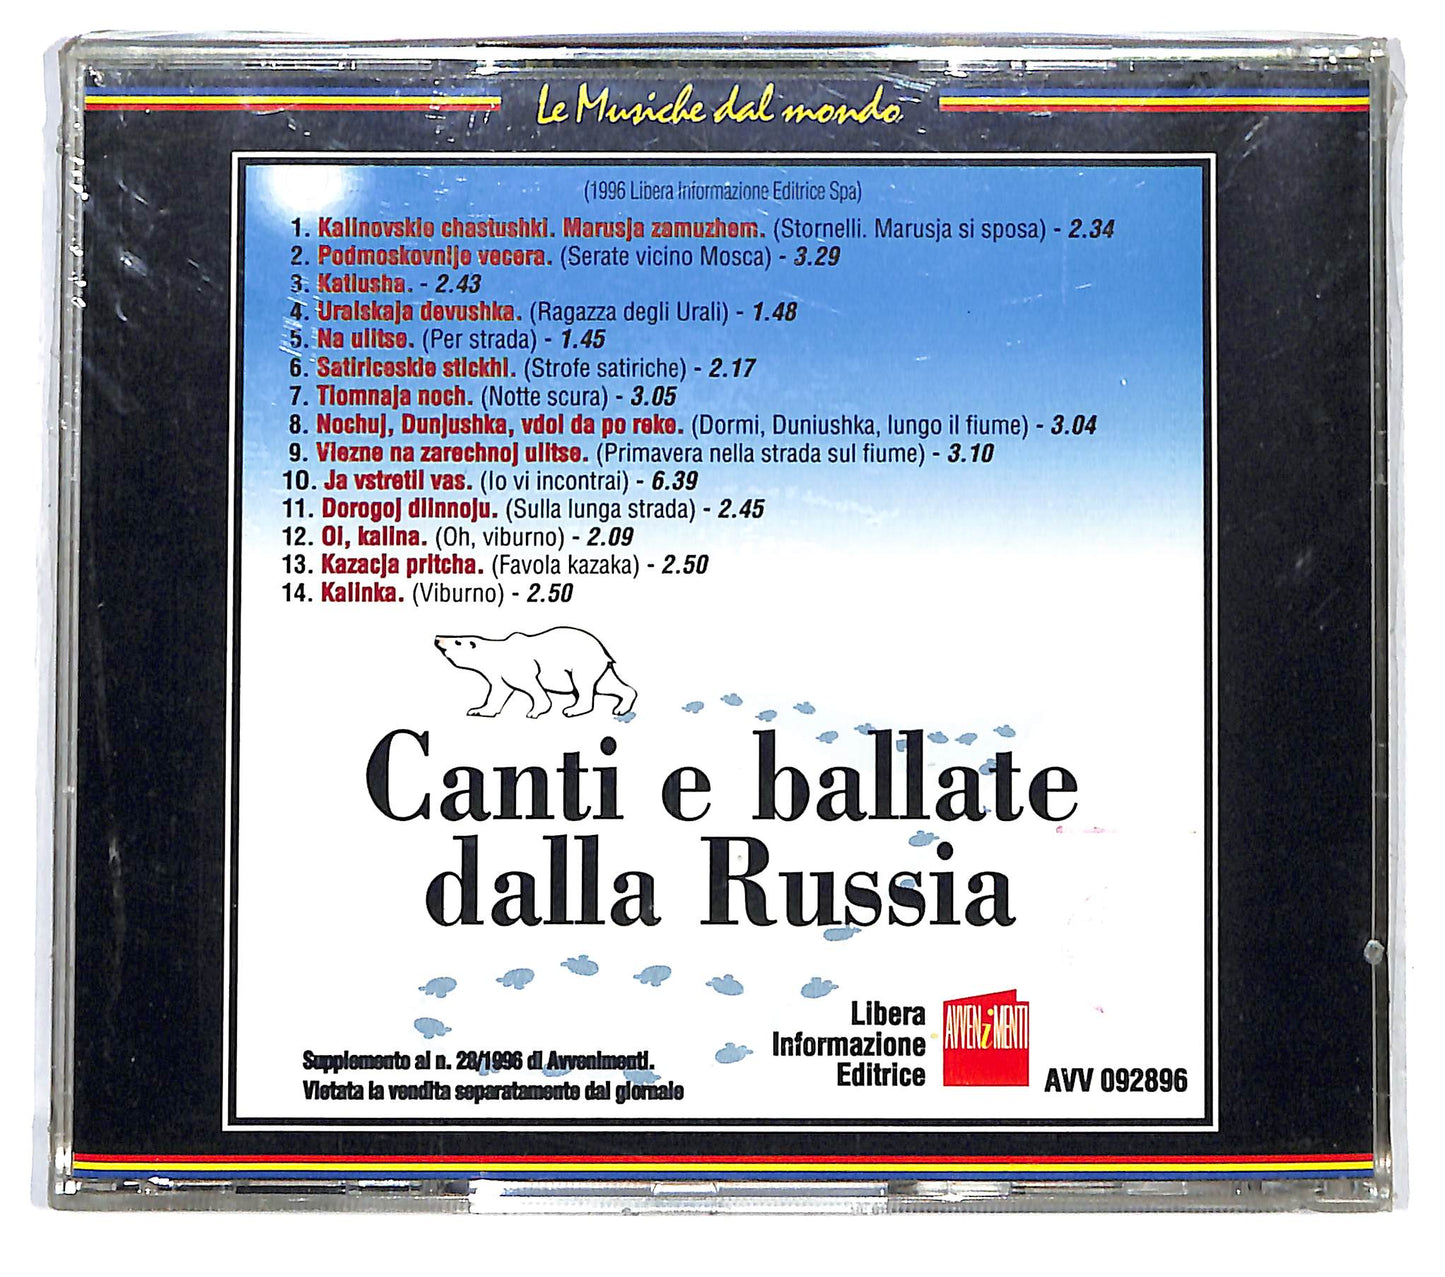 Le Musiche dal mondo
(1996 Libera Informazione Editrice Spa)
1. Kalinovskie chastushki. Marusja zamuzhem. (Stornelli. Marusja si sposa) - 2.34
2. Podmoskovnije vecera. (Serate vicino Mosca) - 3.29
3. Katiusha. - 2.43
4. Uralskaja devushka. (Ragazza degli Urali) - 1.48
5. Na ulitse. (Per strada) - 1.45
6. Satiriceskie stickhi. (Strofe satiriche) - 2.17
7. Tiomnaja noch. (Notte scura) - 3.05
8. Nochuj, Dunjushka, vdol da po reke. (Dormi, Duniushka, lungo il fiume) - 3.04
9. Viezne na zarechnoj ulitse. (Primavera nella strada sul fiume) - 3.10
10. Ja vstretil vas. (Io vi incontrai) - 6.39
11. Dorogoj dlinnoju. (Sulla lunga strada) - 2.45
12. Oi, kalina. (Oh, viburno) - 2.09
13. Kazacja pritcha. (Favola kazaka) - 2.50
14. Kalinka. (Viburno) - 2.50
Canti e ballate
dalla Russia
Libera
Informazione
Editrice
AVVENiMENTI
AVV 092896
Supplemento al n. 28/1996 di Avvenimenti.
Vietata la vendita separatamente dal giornale